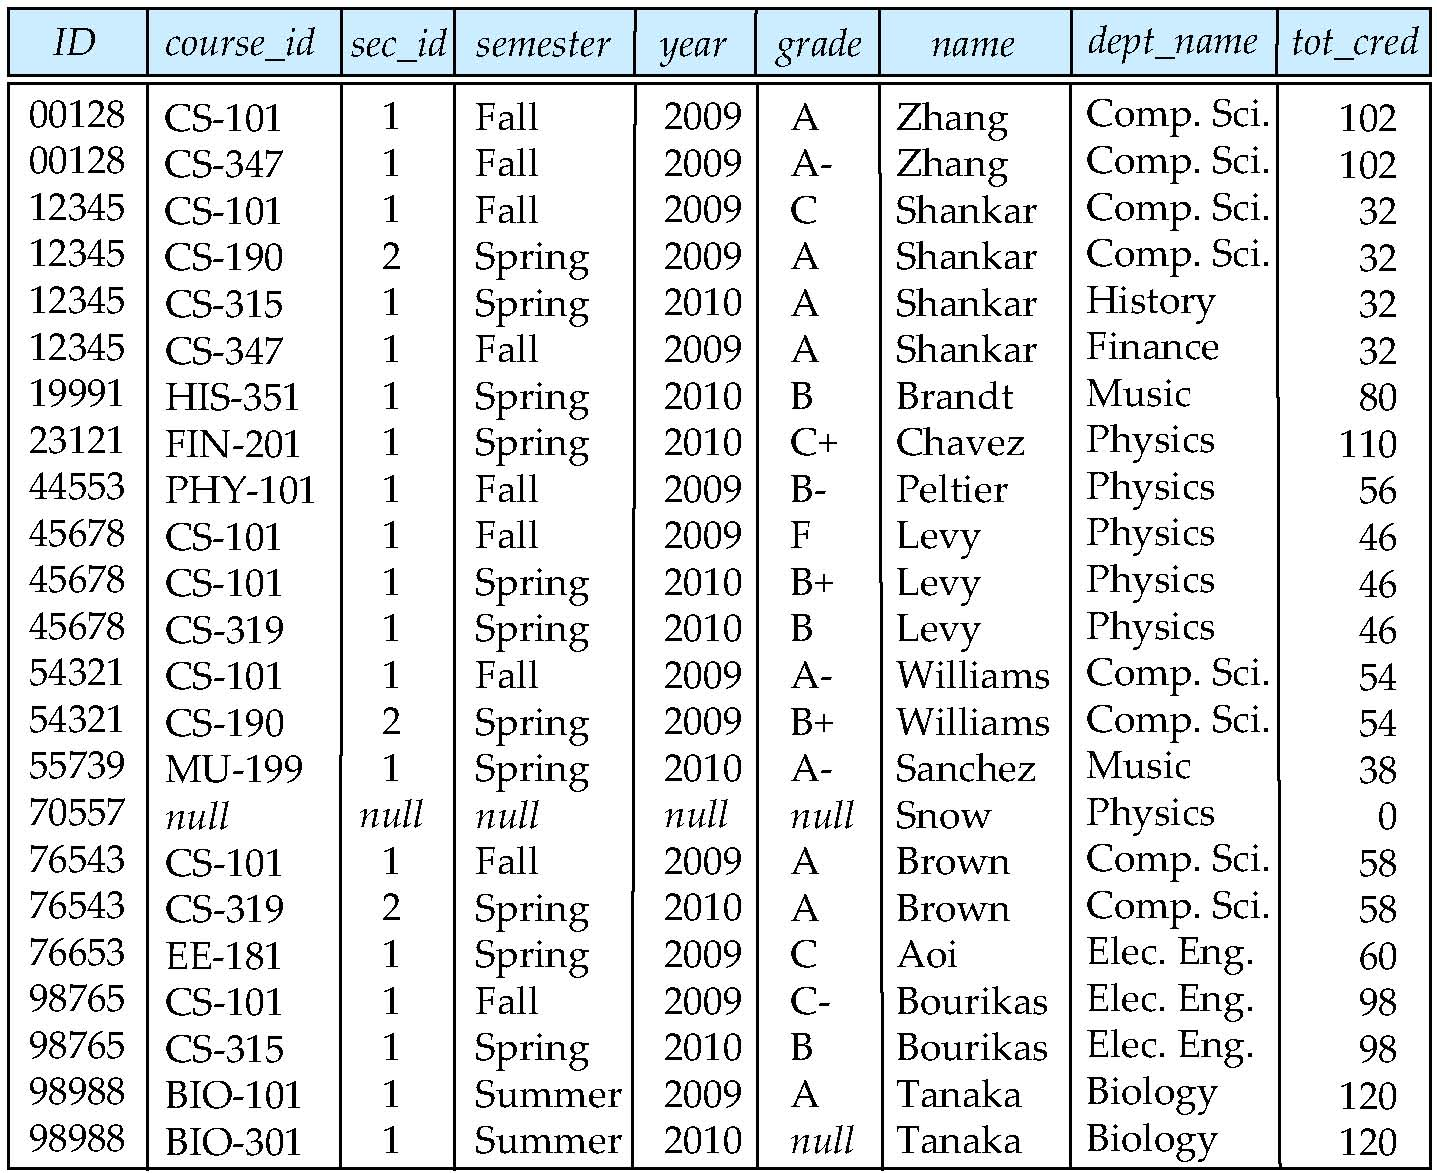 ID course_id sec_id semester year grade name dept_name tot_cred
00128 CS-101 1 Fall 2009 A Zhang Comp. Sci. 102
00128 CS-347 1 Fall 2009 A- Zhang Comp. Sci. 102
12345 CS-101 1 Fall 2009 C Shankar Comp. Sci. 32
12345 CS-190 2 Spring 2009 A Shankar Comp. Sci. 32
12345 CS-315 1 Spring 2010 A Shankar History 32
12345 CS-347 1 Fall 2009 A Shankar Finance 32
19991 HIS-351 1 Spring 2010 B Brandt Music 80
23121 FIN-201 1 Spring 2010 C+ Chavez Physics 110
44553 PHY-101 1 Fall 2009 B- Peltier Physics 56
45678 CS-101 1 Fall 2009 F Levy Physics 46
45678 CS-101 1 Spring 2010 B+ Levy Physics 46
45678 CS-319 1 Spring 2010 B Levy Physics 46
54321 CS-101 1 Fall 2009 A- Williams Comp. Sci. 54
54321 CS-190 2 Spring 2009 B+ Williams Comp. Sci. 54
55739 MU-199 1 Spring 2010 A- Sanchez Music 38
70557 null null null null null Snow Physics 0
76543 CS-101 1 Fall 2009 A Brown Comp. Sci. 58
76543 CS-319 2 Spring 2010 A Brown Comp. Sci. 58
76653 EE-181 1 Spring 2009 C Aoi Elec. Eng. 60
98765 CS-101 1 Fall 2009 C- Bourikas Elec. Eng. 98
98765 CS-315 1 Spring 2010 B Bourikas Elec. Eng. 98
98988 BIO-101 1 Summer 2009 A Tanaka Biology 120
98988 BIO-301 1 Summer 2010 null Tanaka Biology 120